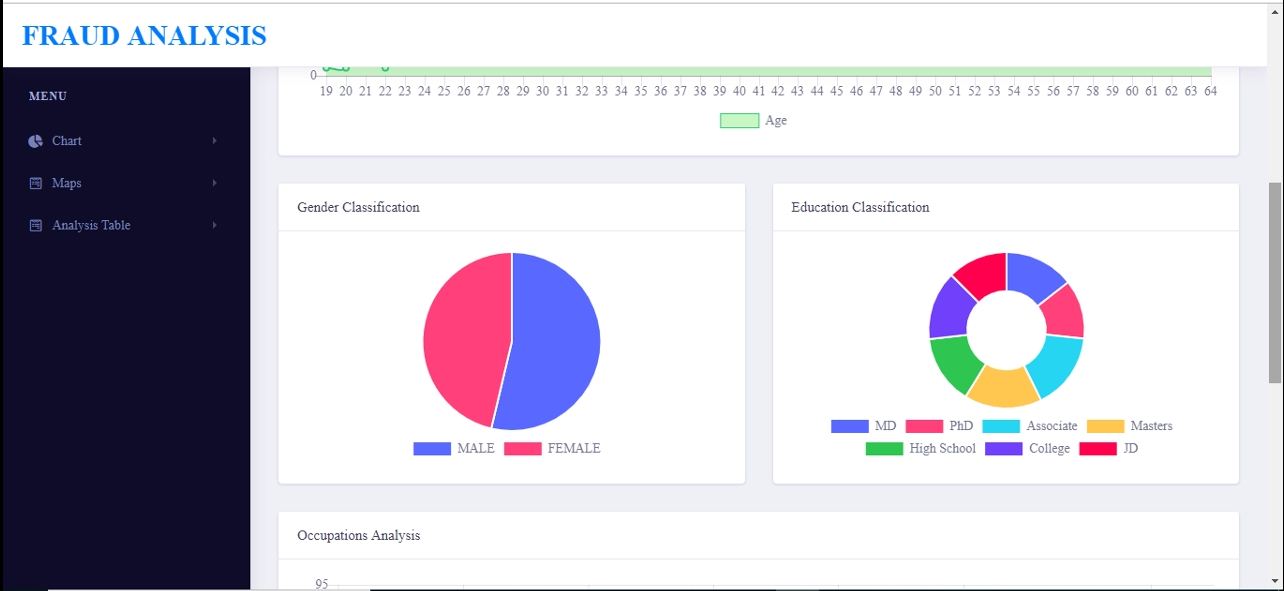 FRAUD ANALYSIS
MENU
Chart
Maps
Analysis Table
0
19 20 21 22 23 24 25 26 27 28 29 30 31 32 33 34 35 36 37 38 39 40 41 42 43 44 45 46 47 48 49 50 51 52 53 54 55 56 57 58 59 60 61 62 63 64
Age
Gender Classification
MALE FEMALE
Education Classification
MD PhD Associate Masters
High School College JD
Occupations Analysis
95